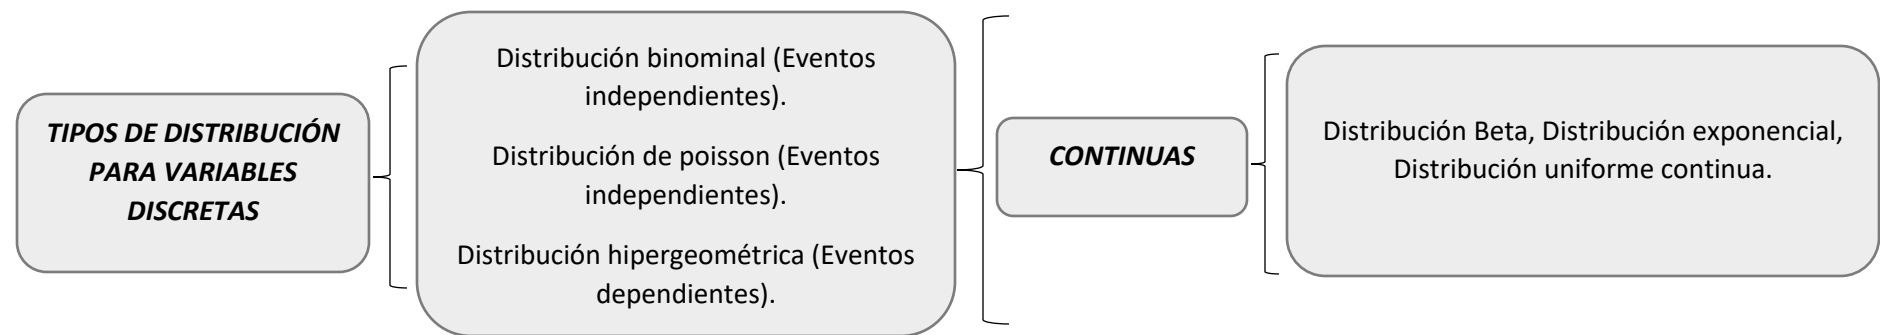 TIPOS DE DISTRIBUCIÓN
PARA VARIABLES
DISCRETAS
Distribución binominal (Eventos
independientes).
Distribución de poisson (Eventos
independientes).
Distribución hipergeométrica (Eventos
dependientes).
CONTINUAS
Distribución Beta, Distribución exponencial,
Distribución uniforme continua.